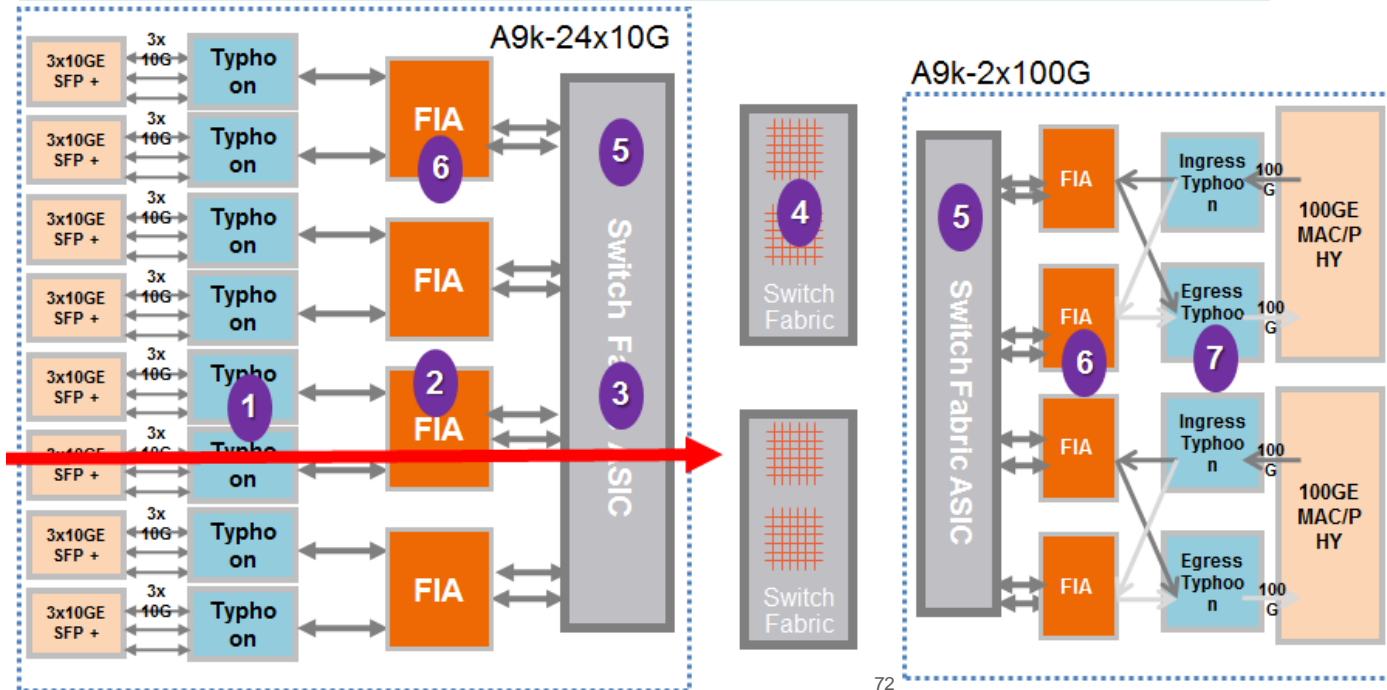 A9k-24x10G
3x10GE
SFP +
3x
10G
Typho
on
3x10GE
SFP +
3x
10G
Typho
on
FIA
6
3x10GE
SFP +
3x
10G
Typho
on
3x10GE
SFP +
3x
10G
Typho
on
FIA
3x10GE
SFP +
3x
10G
Typho
1
SFP +
3x
on
2
FIA
3x10GE
SFP +
3x
10G
Typho
on
3x10GE
SFP +
3x
10G
Typho
on
FIA
5
Switch
3
ASIC
4
Switch
Fabric
Switch
Fabric
A9k-2x100G
5
Switch Fabric ASIC
FIA
FIA
6
FIA
FIA
Ingress
Typhoo
n
100
G
Egress
Typhoo
n
7
100
G
100GE
MAC/P
HY
Ingress
Typhoo
n
100
G
Egress
Typhoo
n
100
G
100GE
MAC/P
HY
72